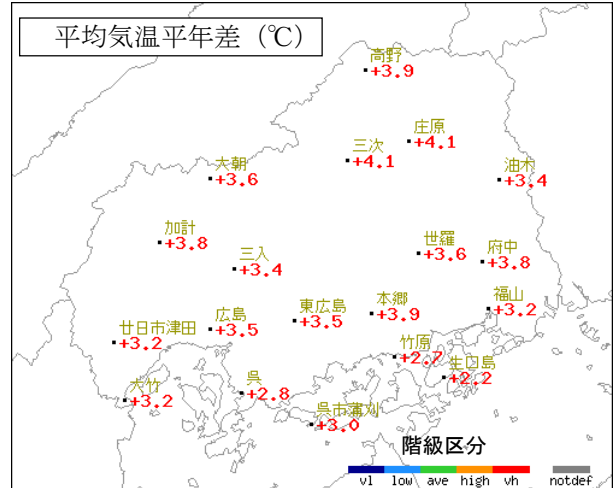 平均気温平年差（℃）
高野
+3.9
庄原
+4.1
三次
+4.1
大朝
+3.6
油木
+3.4
加計
+3.8
三入
+3.4
世羅
+3.6
府中
+3.8
福山
+3.2
本郷
+3.9
東広島
+3.5
広島
+3.5
廿日市津田
+3.2
竹原
+2.7
生口島
+2.2
大竹
+3.2
呉
+2.8
呉市蒲刈
+3.0
階級区分
vl low ave high vh notdef